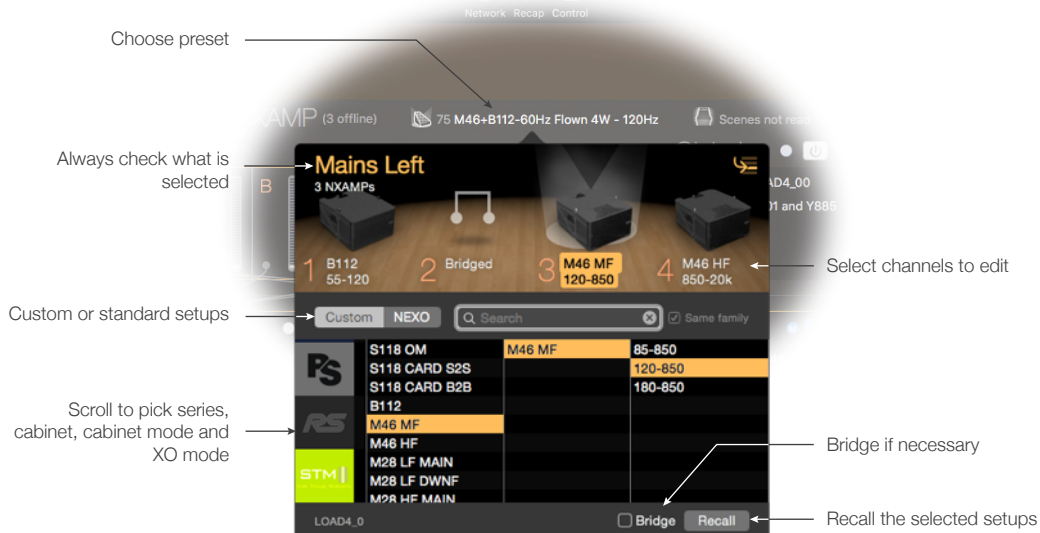 Network Recap Control
Choose preset
XAMP (3 offline)
75 M46+B112-60Hz Flown 4W - 120Hz
Scenes not read
Always check what is
selected
Mains Left
3 NXAMPs
B
AD4_00
01 and Y885
1 B112
55-120
2 Bridged
3 M46 MF
120-850
4 M46 HF
850-20k
Select channels to edit
Custom or standard setups
Custom NEXO
Search
Same family
PS
RS
STM
S118 OM
S118 CARD S2S
S118 CARD B2B
B112
M46 MF
M46 HF
M28 LF MAIN
M28 LF DWNF
M28 HF MAIN
M46 MF
85-850
120-850
180-850
Scroll to pick series,
cabinet, cabinet mode and
XO mode
Bridge if necessary
LOAD4_0
Bridge
Recall
Recall the selected setups